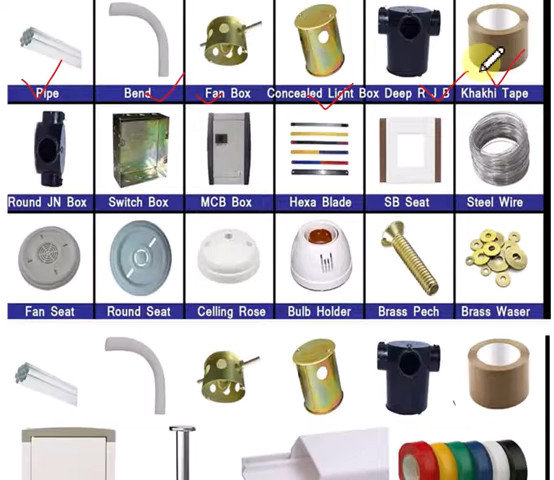 Pipe Bend Fan Box Concealed Light Box Deep R J B Khakhi Tape
Round JN Box Switch Box MCB Box Hexa Blade SB Seat Steel Wire
Fan Seat Round Seat Celling Rose Bulb Holder Brass Pech Brass Waser